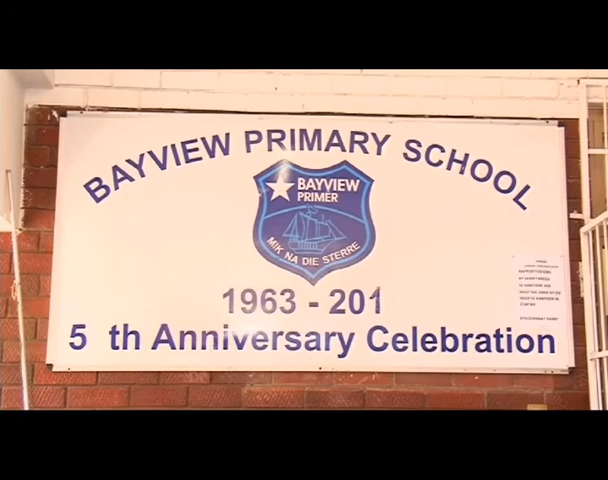 BAYVIEW PRIMARY SCHOOL
BAYVIEW
PRIMER
MIK NA DIE STERRE
1963 - 201
5 th Anniversary Celebration